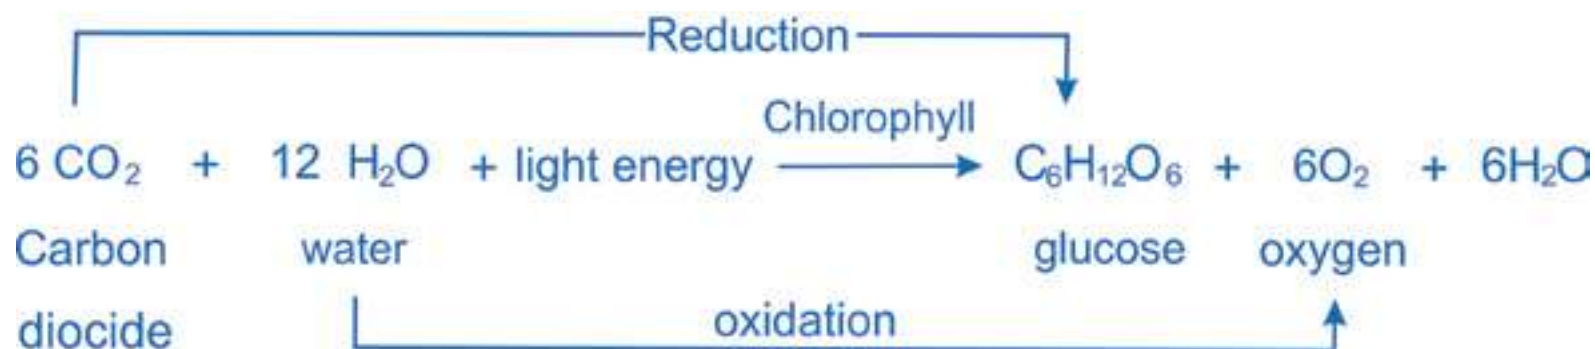 Reduction
Chlorophyll
6 CO₂ + 12 H₂O + light energy → C₆H₁₂O₆ + 6O₂ + 6H₂O
Carbon water glucose oxygen
diocide oxidation